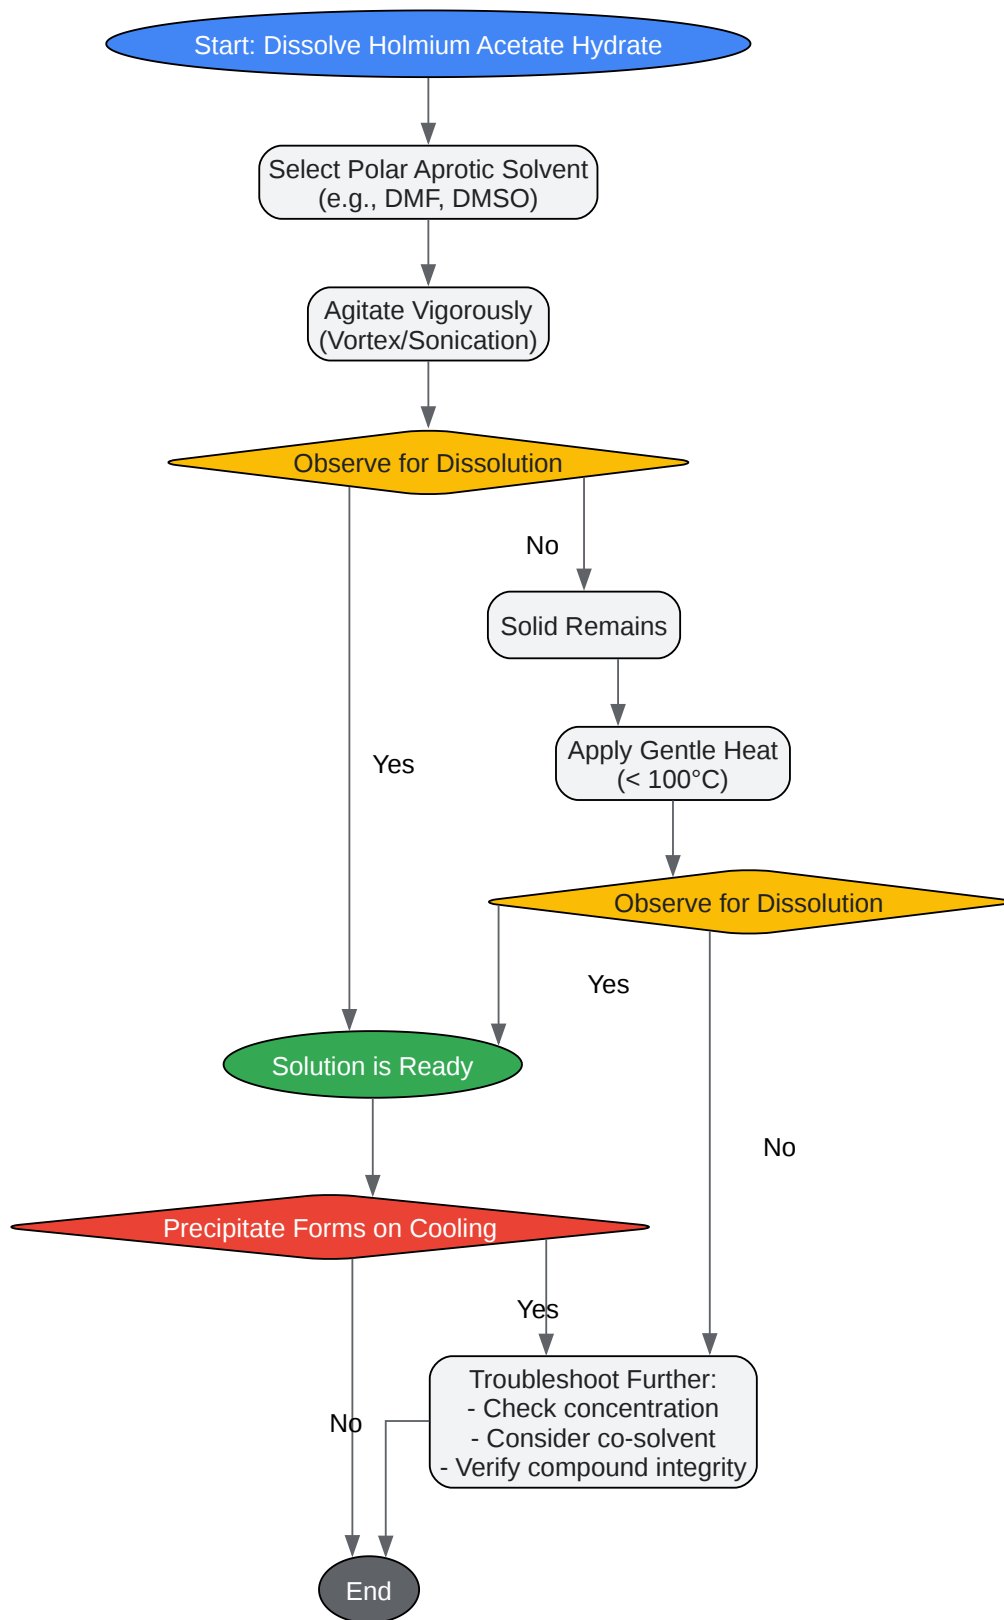 Start: Dissolve Holmium Acetate Hydrate
Select Polar Aprotic Solvent
(e.g., DMF, DMSO)
Agitate Vigorously
(Vortex/Sonication)
Observe for Dissolution
No
Solid Remains
Apply Gentle Heat
(< 100°C)
Yes
Observe for Dissolution
Yes
Solution is Ready
No
Precipitate Forms on Cooling
Yes
Troubleshoot Further:
- Check concentration
- Consider co-solvent
- Verify compound integrity
No
End